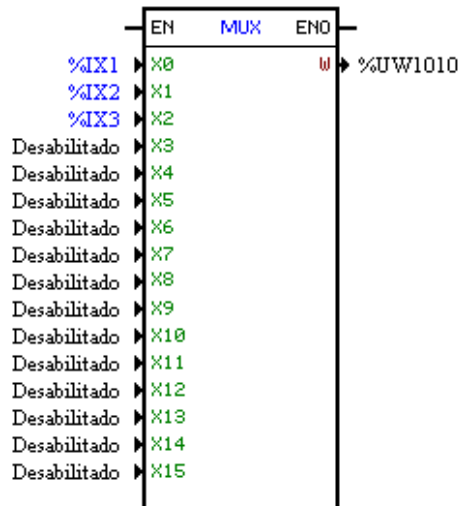 EN MUX ENO
%IX1 X0 W %UW1010
%IX2 X1
%IX3 X2
Desabilitado X3
Desabilitado X4
Desabilitado X5
Desabilitado X6
Desabilitado X7
Desabilitado X8
Desabilitado X9
Desabilitado X10
Desabilitado X11
Desabilitado X12
Desabilitado X13
Desabilitado X14
Desabilitado X15